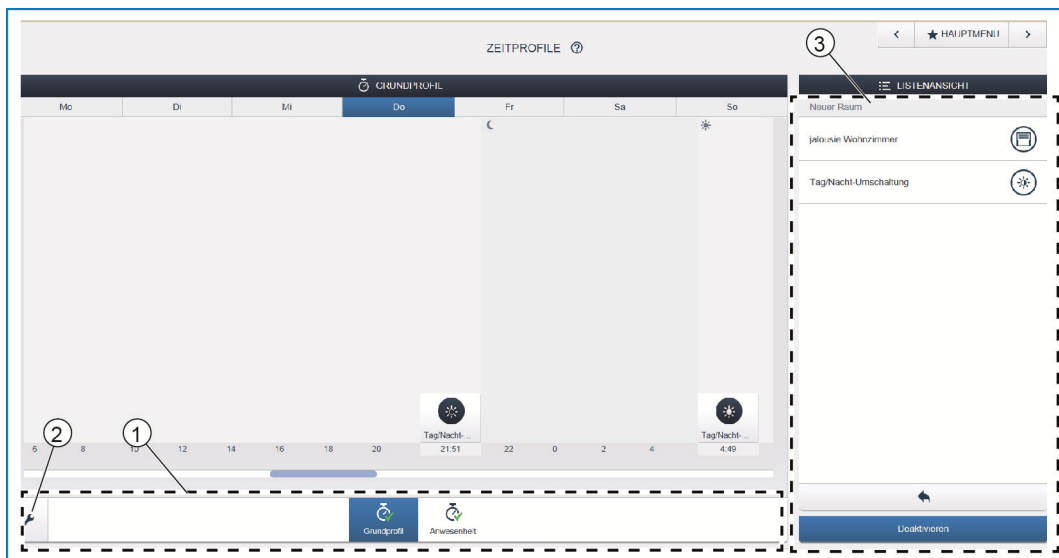 < ★ HAUPTMENU >
ZEITPROFILE ?
3
GRUNDPROFIL
Mo Di Mi Do Fr Sa So
Tag/Nacht-... Tag/Nacht-...
6 8 10 12 14 16 18 20 21:51 22 0 2 4 4:49
2
1
Grundprofil Anwesenheit
LISTENANSICHT
Neuer Raum
jalousie Wohnzimmer
Tag/Nacht-Umschaltung
Deaktivieren